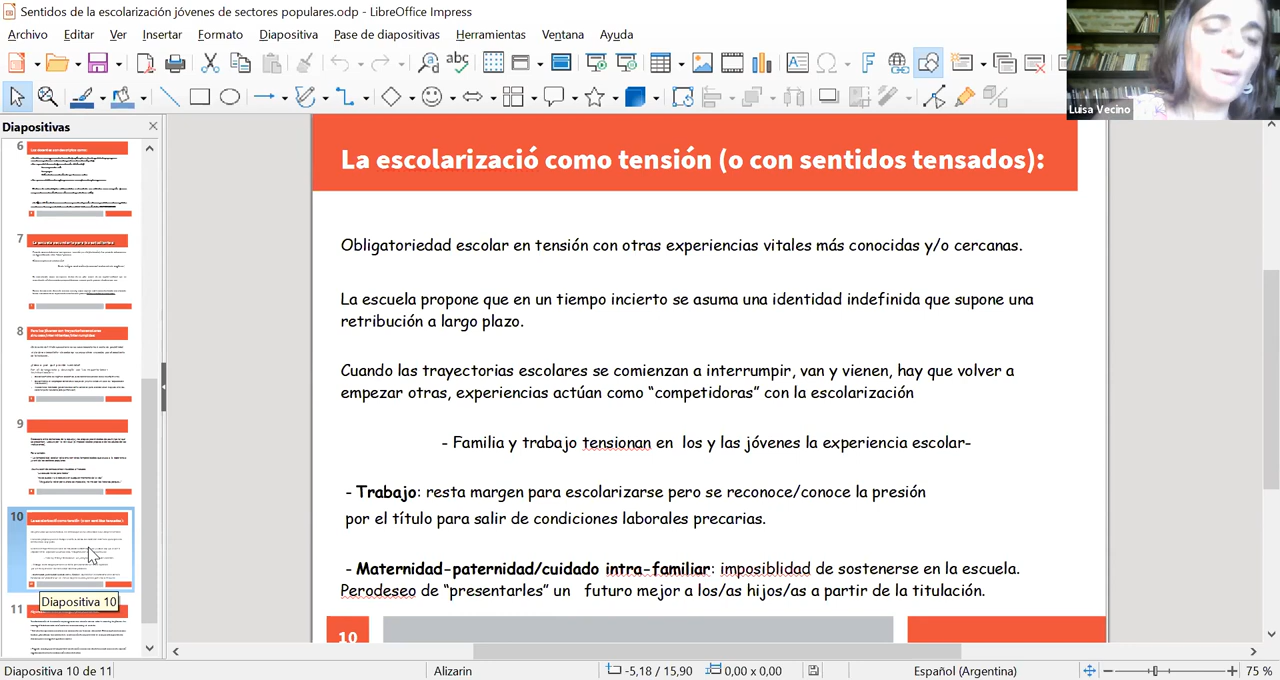 Sentidos de la escolarización jóvenes de sectores populares.odp - LibreOffice Impress
Archivo Editar Ver Insertar Formato Diapositiva Pase de diapositivas Herramientas Ventana Ayuda
Luisa Vecino
Diapositivas
6
7
8
9
10
Diapositiva 10
11
La escolarizació como tensión (o con sentidos tensados):
Obligatoriedad escolar en tensión con otras experiencias vitales más conocidas y/o cercanas.
La escuela propone que en un tiempo incierto se asuma una identidad indefinida que supone una
retribución a largo plazo.
Cuando las trayectorias escolares se comienzan a interrupir, van y vienen, hay que volver a
empezar otras, experiencias actuan como “competidoras” con la escolarización
- Familia y trabajo tensionan en los y las jóvenes la experiencia escolar-
- Trabajo: resta margen para escolarizarse pero se reconoce/conoce la presión
por el título para salir de condiciones laborales precarias.
- Maternidad-paternidad/cuidado intra-familiar: imposibilidad de sostenerse en la escuela.
Perodeseo de “presentarles” un futuro mejor a los/as hijos/as a partir de la titulación.
10
Diapositiva 10 de 11
Alizarin
-5,18 / 15,90
0,00 x 0,00
Español (Argentina)
75 %